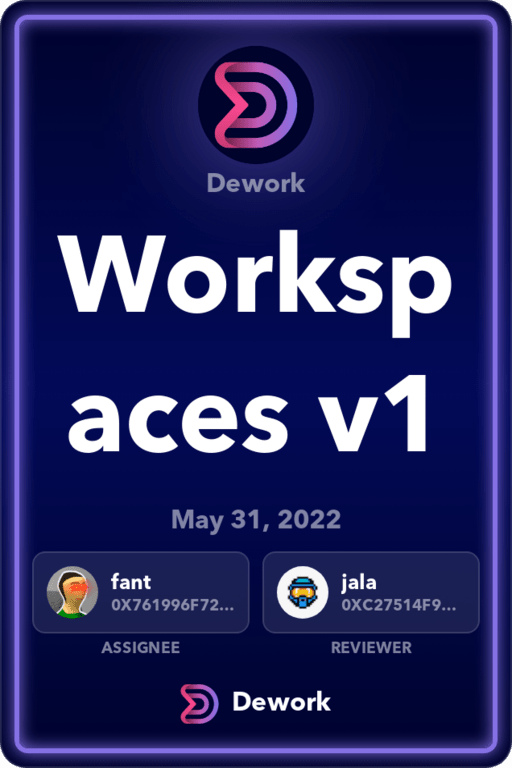 Dework
Worksp
aces v1
May 31, 2022
fant
0X761996F72...
ASSIGNEE
jala
0XC27514F9...
REVIEWER
Dework